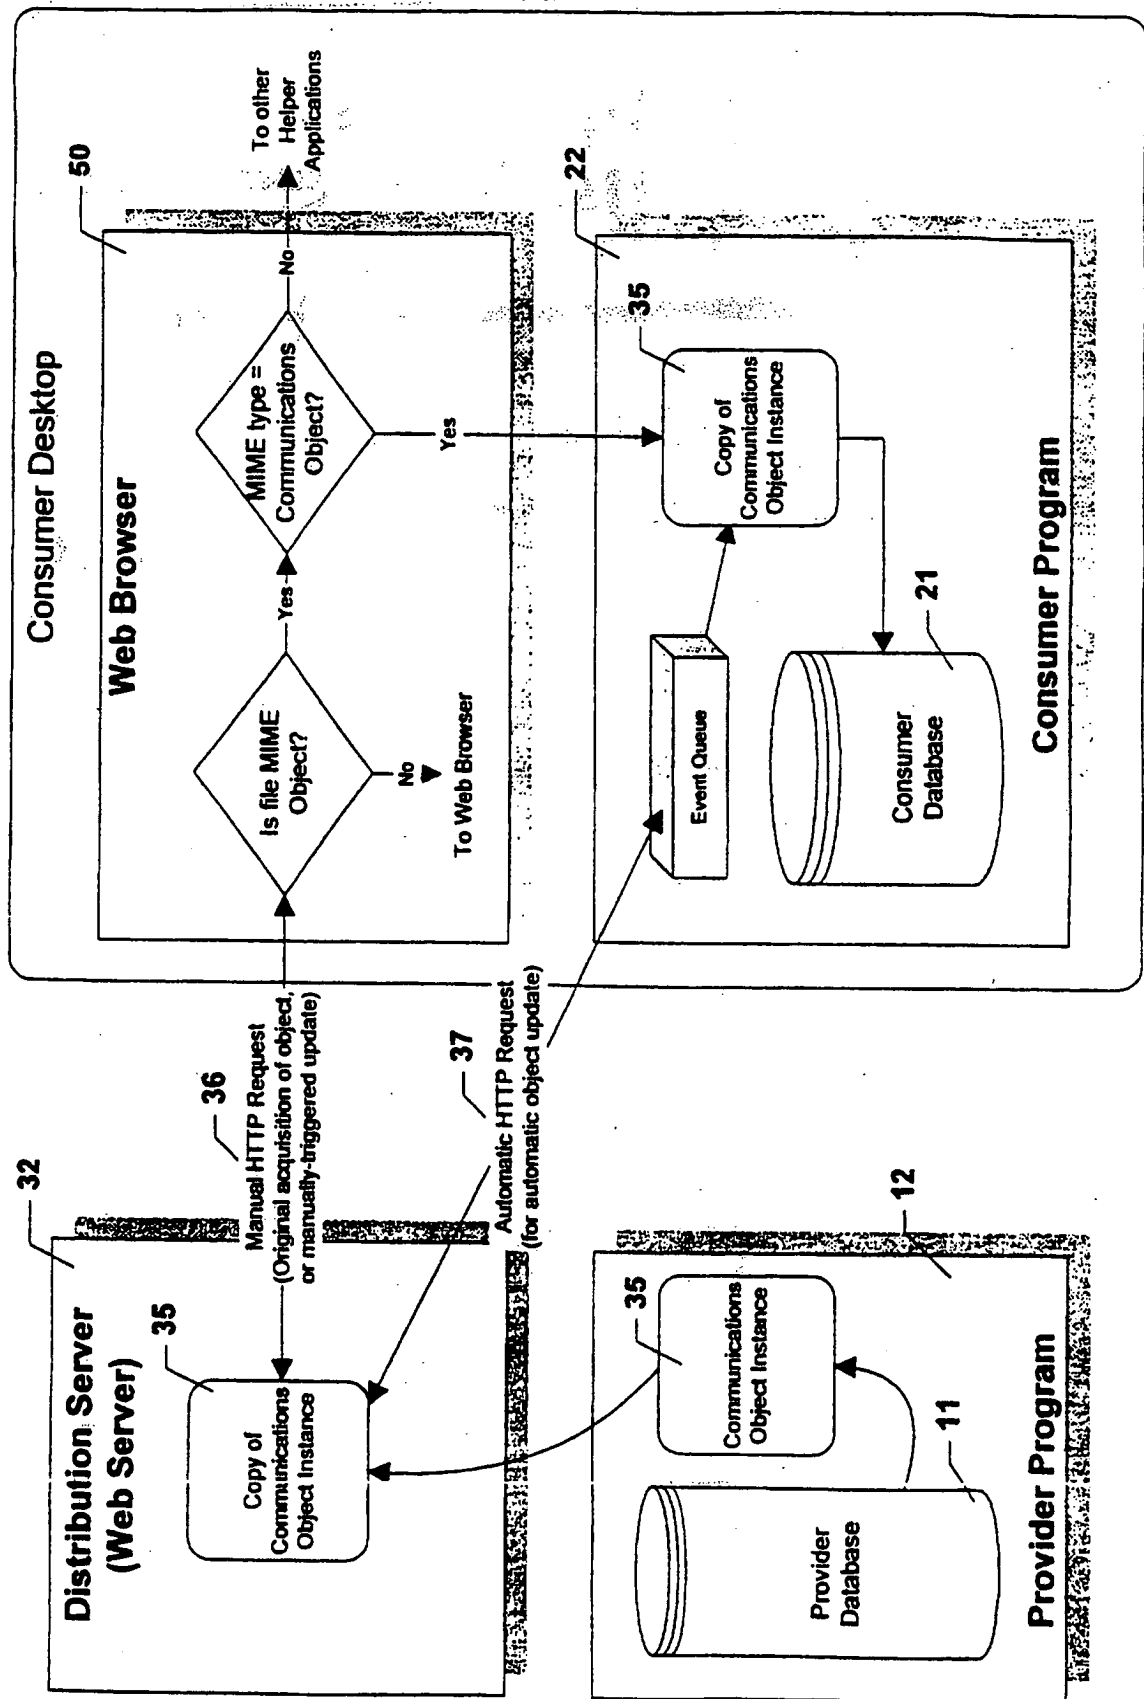 Consumer Desktop
Distribution Server
(Web Server)
32
35
Copy of
Communications
Object Instance
36
Manual HTTP Request
(Original acquisition of object,
or manually-triggered update)
37
Automatic HTTP Request
(for automatic object update)
Web Browser
50
Is file MIME
Object?
Yes
No
To Web Browser
MIME type =
Communications
Object?
No
To other
Helper
Applications
Yes
Provider Program
12
35
Communications
Object Instance
11
Provider
Database
Consumer Program
22
35
Copy of
Communications
Object Instance
Event Queue
21
Consumer
Database